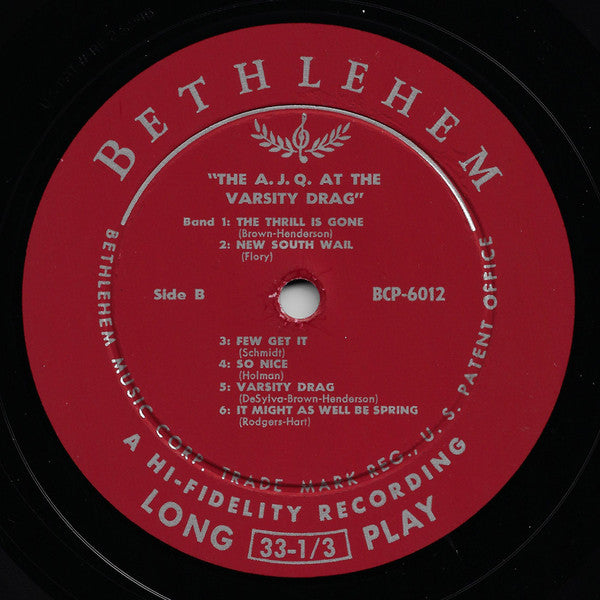 BETHLEHEM
"THE A. J. Q. AT THE
VARSITY DRAG"
Band 1: THE THRILL IS GONE
(Brown-Henderson)
2: NEW SOUTH WAIL
(Flory)
Side B
BCP-6012
3: FEW GET IT
(Schmidt)
4: SO NICE
(Holman)
5: VARSITY DRAG
(DeSylva-Brown-Henderson)
6: IT MIGHT AS WELL BE SPRING
(Rodgers-Hart)
BETHLEHEM MUSIC CORP. TRADE MARK REG., U. S. PATENT OFFICE
A HI-FIDELITY RECORDING
LONG 33-1/3 PLAY